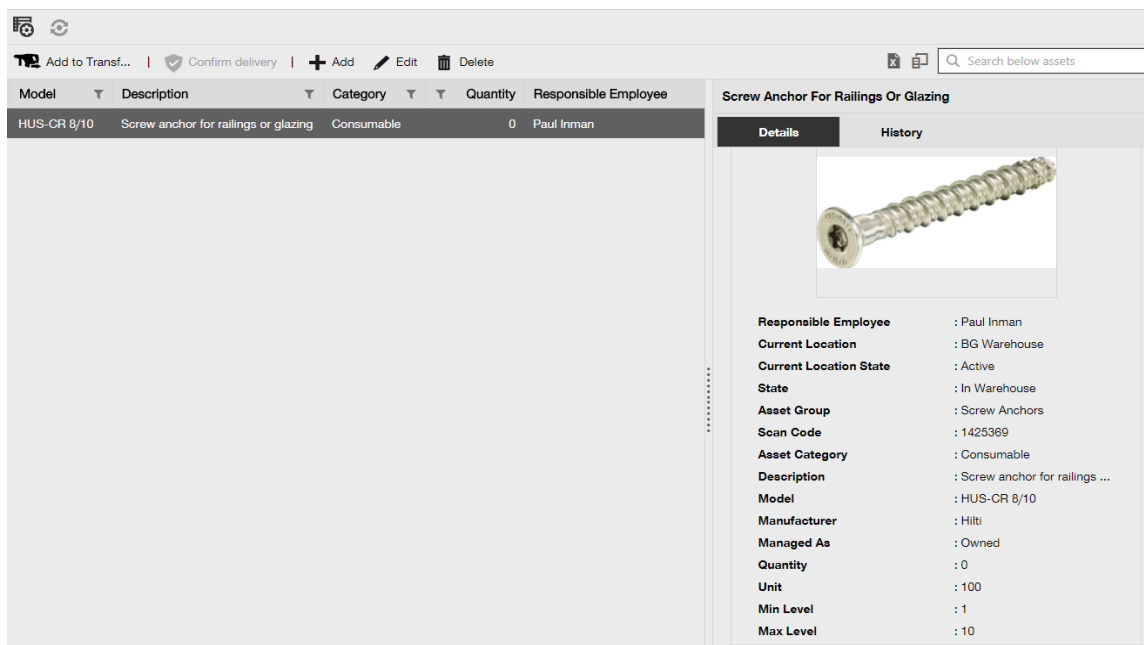 Add to Transf... | Confirm delivery | Add Edit Delete
Search below assets
Model Description Category Quantity Responsible Employee
HUS-CR 8/10 Screw anchor for railings or glazing Consumable 0 Paul Inman
Screw Anchor For Railings Or Glazing
Details History
Responsible Employee : Paul Inman
Current Location : BG Warehouse
Current Location State : Active
State : In Warehouse
Asset Group : Screw Anchors
Scan Code : 1425369
Asset Category : Consumable
Description : Screw anchor for railings ...
Model : HUS-CR 8/10
Manufacturer : Hilti
Managed As : Owned
Quantity : 0
Unit : 100
Min Level : 1
Max Level : 10